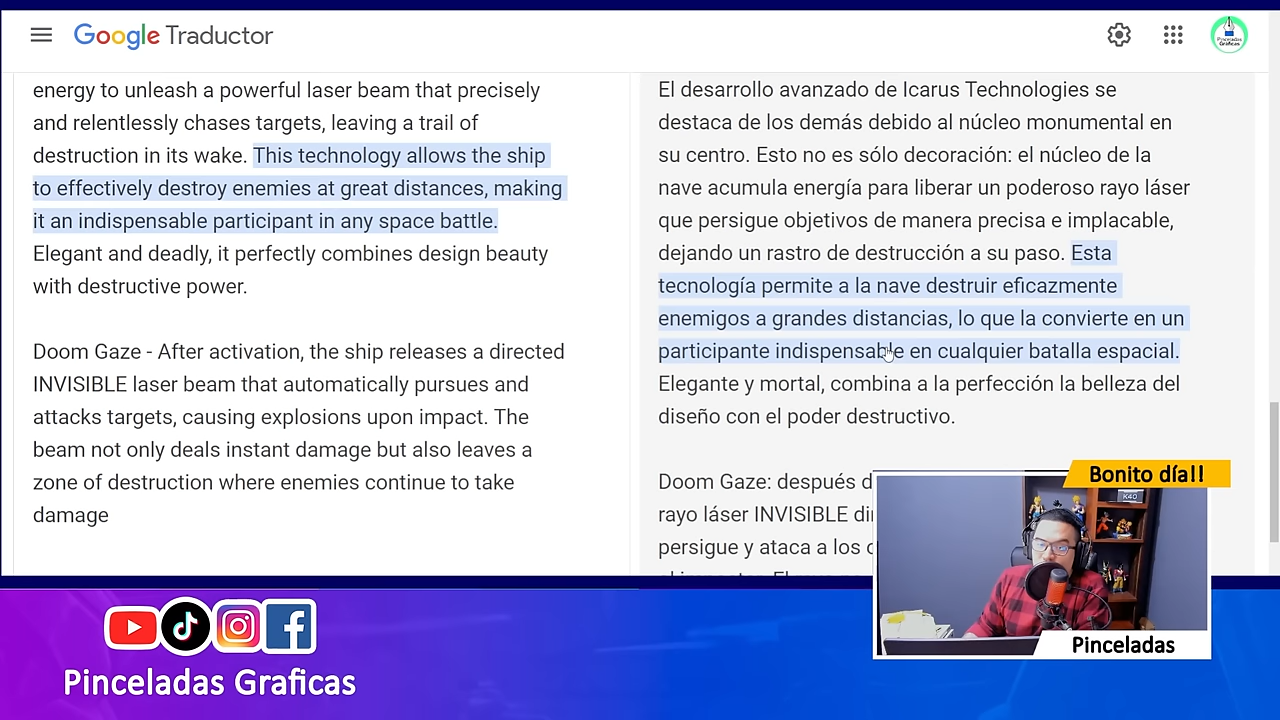 Google Traductor
energy to unleash a powerful laser beam that precisely
and relentlessly chases targets, leaving a trail of
destruction in its wake. This technology allows the ship
to effectively destroy enemies at great distances, making
it an indispensable participant in any space battle.
Elegant and deadly, it perfectly combines design beauty
with destructive power.
Doom Gaze - After activation, the ship releases a directed
INVISIBLE laser beam that automatically pursues and
attacks targets, causing explosions upon impact. The
beam not only deals instant damage but also leaves a
zone of destruction where enemies continue to take
damage
El desarrollo avanzado de Icarus Technologies se
destaca de los demás debido al núcleo monumental en
su centro. Esto no es sólo decoración: el núcleo de la
nave acumula energía para liberar un poderoso rayo láser
que persigue objetivos de manera precisa e implacable,
dejando un rastro de destrucción a su paso. Esta
tecnología permite a la nave destruir eficazmente
enemigos a grandes distancias, lo que la convierte en un
participante indispensable en cualquier batalla espacial.
Elegante y mortal, combina a la perfección la belleza del
diseño con el poder destructivo.
Doom Gaze: después d
rayo láser INVISIBLE di
persigue y ataca a los
Bonito día!!
K40
Pinceladas
Pinceladas Graficas